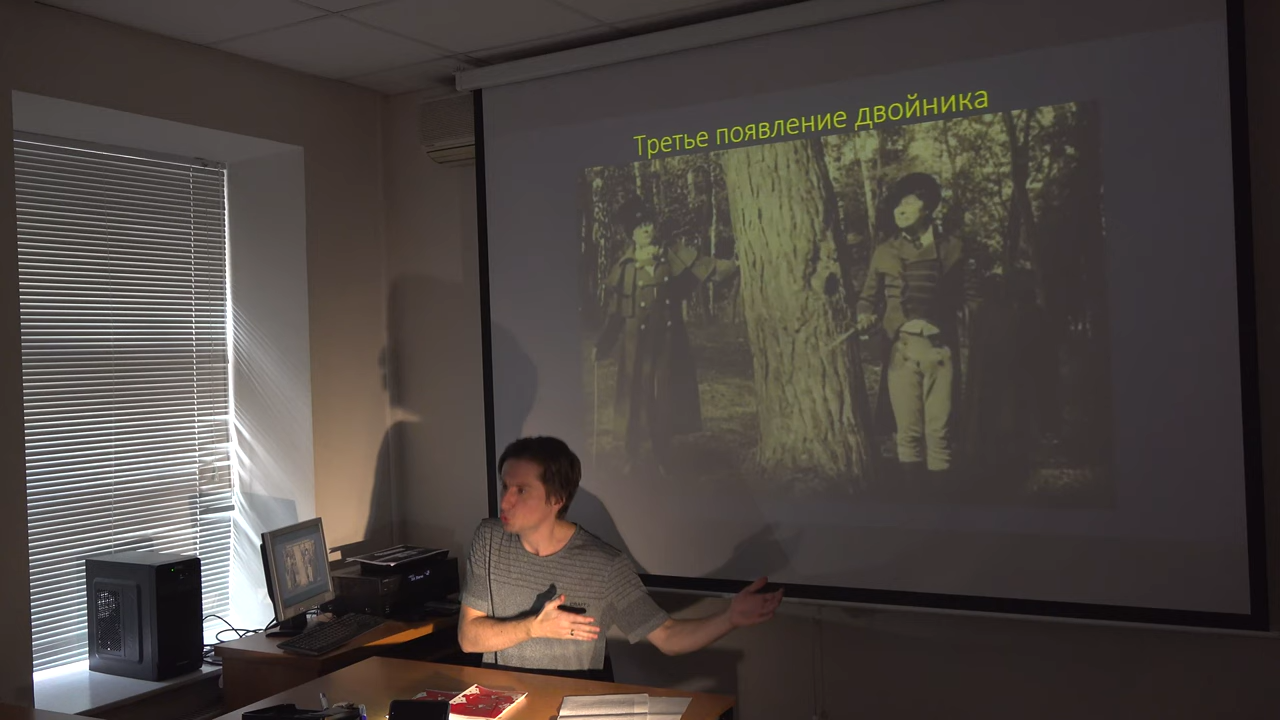 Третье появление двойника